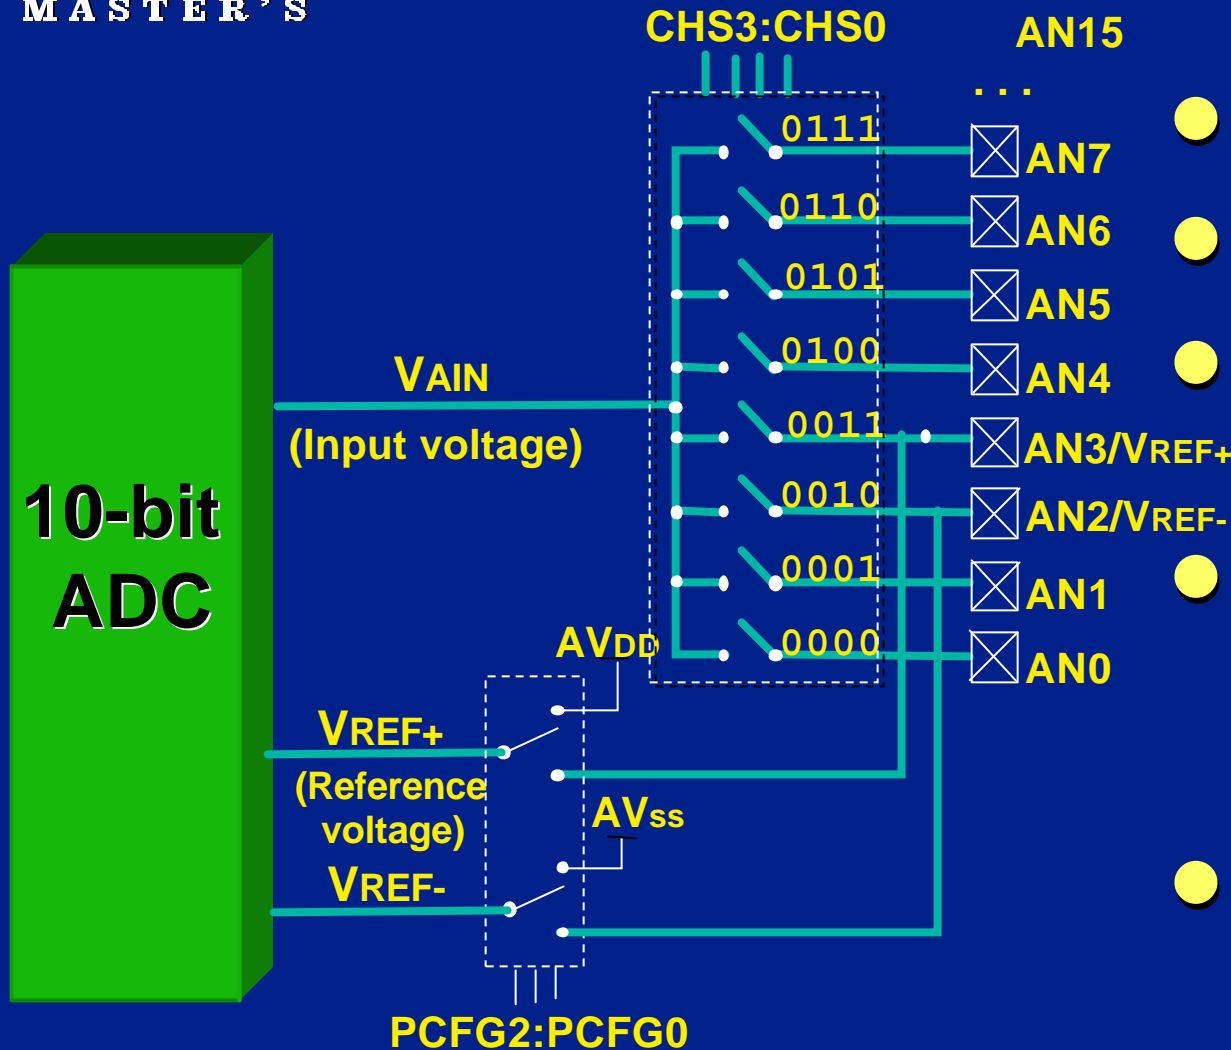 MASTER'S
CHS3:CHS0
AN15
. . .
0111
AN7
0110
AN6
0101
AN5
0100
AN4
VAIN
(Input voltage)
0011
AN3/VREF+
0010
AN2/VREF-
10-bit
ADC
0001
AN1
0000
AN0
AVDD
VREF+
(Reference
voltage)
AVss
VREF-
PCFG2:PCFG0